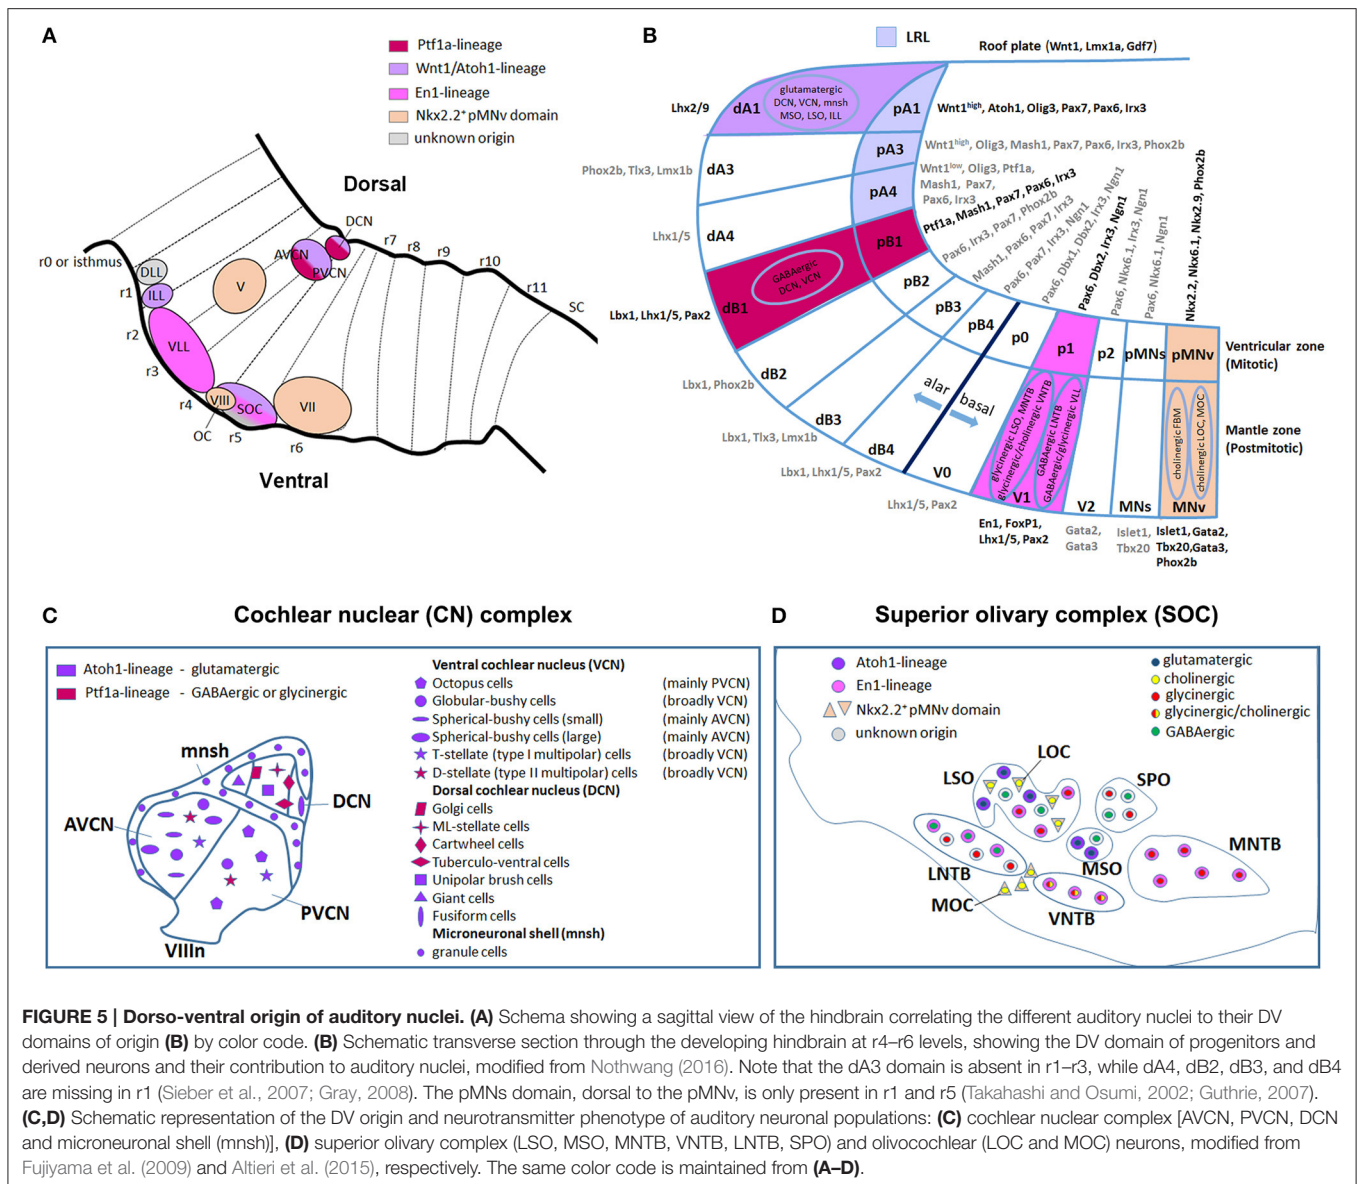 A
Ptf1a-lineage
Wnt1/Atoh1-lineage
En1-lineage
Nkx2.2⁺ pMNv domain
unknown origin
Dorsal
DCN
AVCN
PVCN
r7
r8
r9
r10
r11
SC
r0 or isthmus
DLL
r1
ILL
V
r2
VLL
r3
r4
VIII
SOC
VII
OC
r5
r6
Ventral
B
LRL
Roof plate (Wnt1, Lmx1a, Gdf7)
Lhx2/9
dA1
glutamatergic
DCN, VCN, mnsh
MSO, LSO, ILL
pA1
Wnt1ʰⁱᵍʰ, Atoh1, Olig3, Pax7, Pax6, Irx3
Phox2b, Tlx3, Lmx1b
dA3
pA3
Wnt1ʰⁱᵍʰ, Olig3, Mash1, Pax7, Pax6, Irx3, Phox2b
Lhx1/5
dA4
pA4
Wnt1ˡᵒʷ, Olig3, Ptf1a,
Mash1, Pax7,
Pax6, Irx3
Lbx1, Lhx1/5, Pax2
dB1
GABAergic
DCN, VCN
pB1
Ptf1a, Mash1, Pax7, Pax6, Irx3
Lbx1, Phox2b
dB2
pB2
Pax6, Irx3, Pax7, Phox2b
Lbx1, Tlx3, Lmx1b
dB3
pB3
Mash1, Pax6, Pax7, Irx3
Lbx1, Lhx1/5, Pax2
dB4
pB4
Pax6, Pax7, Irx3, Ngn1
alar
basal
Lhx1/5, Pax2
V0
p0
Pax6, Dbx1, Dbx2, Irx3, Ngn1
p1
Pax6, Dbx2, Irx3, Ngn1
glycinergic LSO, MNTB
glycinergic/cholinergic VNTB
GABAergic LNTB
GABAergic/glycinergic VLL
V1
En1, FoxP1,
Lhx1/5, Pax2
p2
Pax6, Nkx6.1, Irx3, Ngn1
V2
Gata2,
Gata3
pMNs
Pax6, Nkx6.1, Ngn1
MNs
Islet1,
Tbx20
pMNv
Nkx2.2, Nkx6.1, Nkx2.9, Phox2b
cholinergic FBM
cholinergic LOC, MOC
MNv
Islet1, Gata2,
Tbx20, Gata3,
Phox2b
Ventricular zone
(Mitotic)
Mantle zone
(Postmitotic)
C
Cochlear nuclear (CN) complex
Atoh1-lineage - glutamatergic
Ptf1a-lineage - GABAergic or glycinergic
mnsh
DCN
AVCN
PVCN
VIIIn
Ventral cochlear nucleus (VCN)
Octopus cells (mainly PVCN)
Globular-bushy cells (broadly VCN)
Spherical-bushy cells (small) (mainly AVCN)
Spherical-bushy cells (large) (mainly AVCN)
T-stellate (type I multipolar) cells (broadly VCN)
D-stellate (type II multipolar) cells (broadly VCN)
Dorsal cochlear nucleus (DCN)
Golgi cells
ML-stellate cells
Cartwheel cells
Tuberculo-ventral cells
Unipolar brush cells
Giant cells
Fusiform cells
Microneuronal shell (mnsh)
granule cells
D
Superior olivary complex (SOC)
Atoh1-lineage
En1-lineage
Nkx2.2⁺ pMNv domain
unknown origin
glutamatergic
cholinergic
glycinergic
glycinergic/cholinergic
GABAergic
LOC
LSO
SPO
MNTB
LNTB
MSO
MOC
VNTB
FIGURE 5 | Dorso-ventral origin of auditory nuclei. (A) Schema showing a sagittal view of the hindbrain correlating the different auditory nuclei to their DV
domains of origin (B) by color code. (B) Schematic transverse section through the developing hindbrain at r4–r6 levels, showing the DV domain of progenitors and
derived neurons and their contribution to auditory nuclei, modified from Nothwang (2016). Note that the dA3 domain is absent in r1–r3, while dA4, dB2, dB3, and dB4
are missing in r1 (Sieber et al., 2007; Gray, 2008). The pMNs domain, dorsal to the pMNv, is only present in r1 and r5 (Takahashi and Osumi, 2002; Guthrie, 2007).
(C,D) Schematic representation of the DV origin and neurotransmitter phenotype of auditory neuronal populations: (C) cochlear nuclear complex [AVCN, PVCN, DCN
and microneuronal shell (mnsh)], (D) superior olivary complex (LSO, MSO, MNTB, VNTB, LNTB, SPO) and olivocochlear (LOC and MOC) neurons, modified from
Fujiyama et al. (2009) and Altieri et al. (2015), respectively. The same color code is maintained from (A–D).